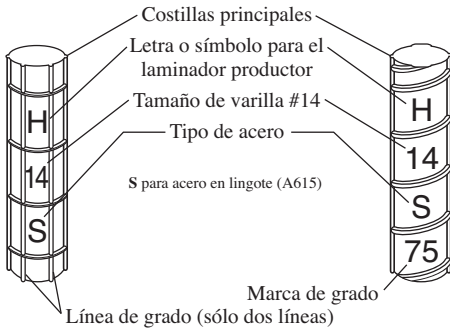 Costillas principales
Letra o símbolo para el
laminador productor
H
H
Tamaño de varilla #14
14
14
Tipo de acero
S para acero en lingote (A615)
S
S
75
Marca de grado
Línea de grado (sólo dos líneas)